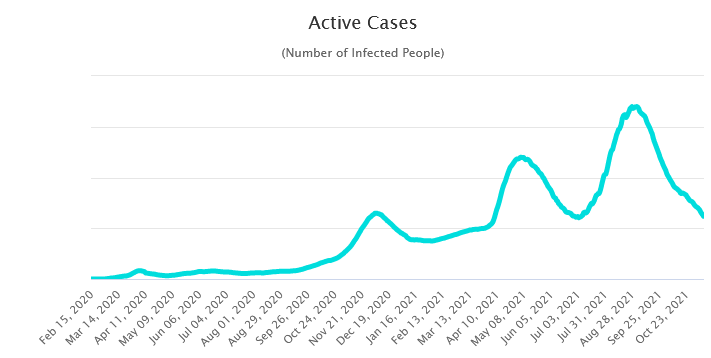 Active Cases
(Number of Infected People)
Feb 15, 2020
Mar 14, 2020
Apr 11, 2020
May 09, 2020
Jun 06, 2020
Jul 04, 2020
Aug 01, 2020
Aug 29, 2020
Sep 26, 2020
Oct 24, 2020
Nov 21, 2020
Dec 19, 2020
Jan 16, 2021
Feb 13, 2021
Mar 13, 2021
Apr 10, 2021
May 08, 2021
Jun 05, 2021
Jul 03, 2021
Jul 31, 2021
Aug 28, 2021
Sep 25, 2021
Oct 23, 2021